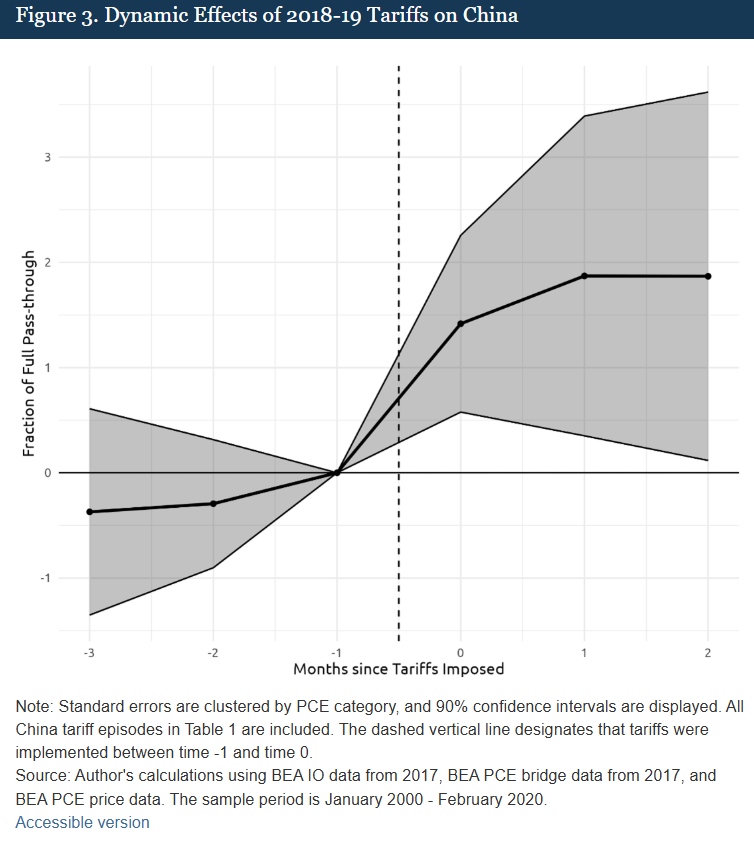 Figure 3. Dynamic Effects of 2018-19 Tariffs on China
Fraction of Full Pass-through
3
2
1
0
-1
-3
-2
-1
0
1
2
Months since Tariffs Imposed
Note: Standard errors are clustered by PCE category, and 90% confidence intervals are displayed. All
China tariff episodes in Table 1 are included. The dashed vertical line designates that tariffs were
implemented between time -1 and time 0.
Source: Author's calculations using BEA IO data from 2017, BEA PCE bridge data from 2017, and
BEA PCE price data. The sample period is January 2000 - February 2020.
Accessible version